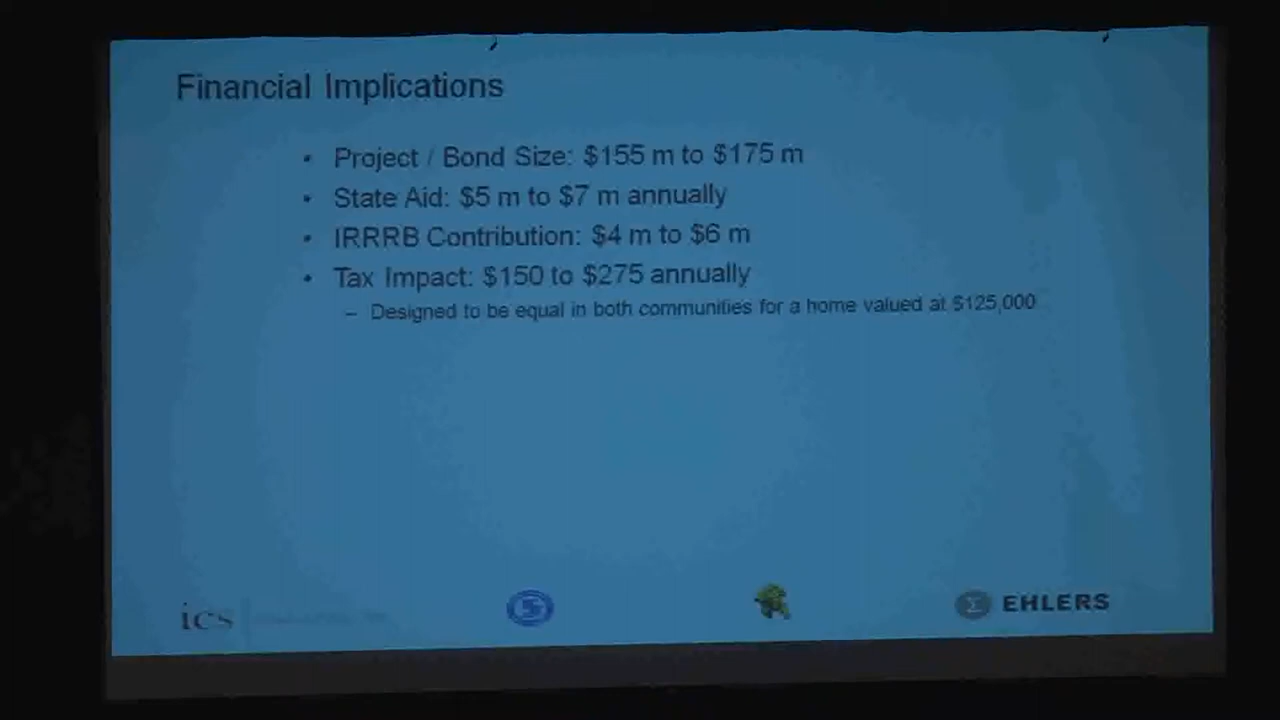 Financial Implications
• Project / Bond Size: $155 m to $175 m
• State Aid: $5 m to $7 m annually
• IRRRB Contribution: $4 m to $6 m
• Tax Impact: $150 to $275 annually
– Designed to be equal in both communities for a home valued at $125,000
ics
Σ EHLERS